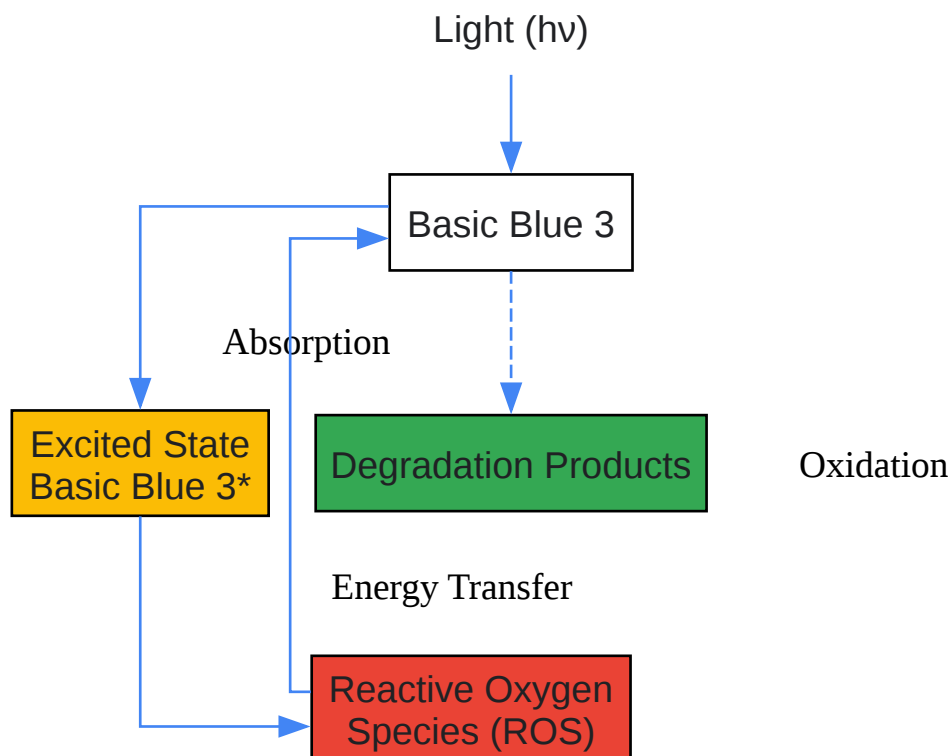 Light (hν)
Basic Blue 3
Absorption
Excited State
Basic Blue 3*
Degradation Products
Oxidation
Energy Transfer
Reactive Oxygen
Species (ROS)